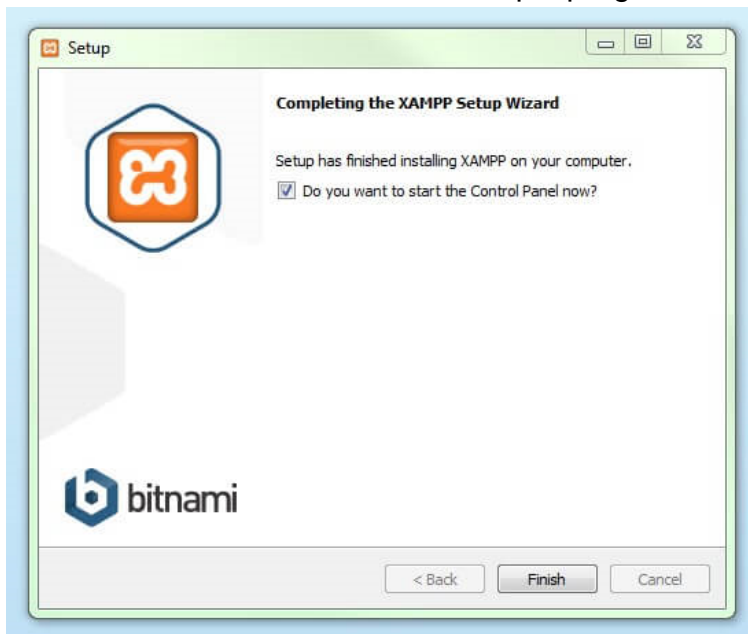 Setup
Completing the XAMPP Setup Wizard
Setup has finished installing XAMPP on your computer.
Do you want to start the Control Panel now?
bitnami
< Back Finish Cancel